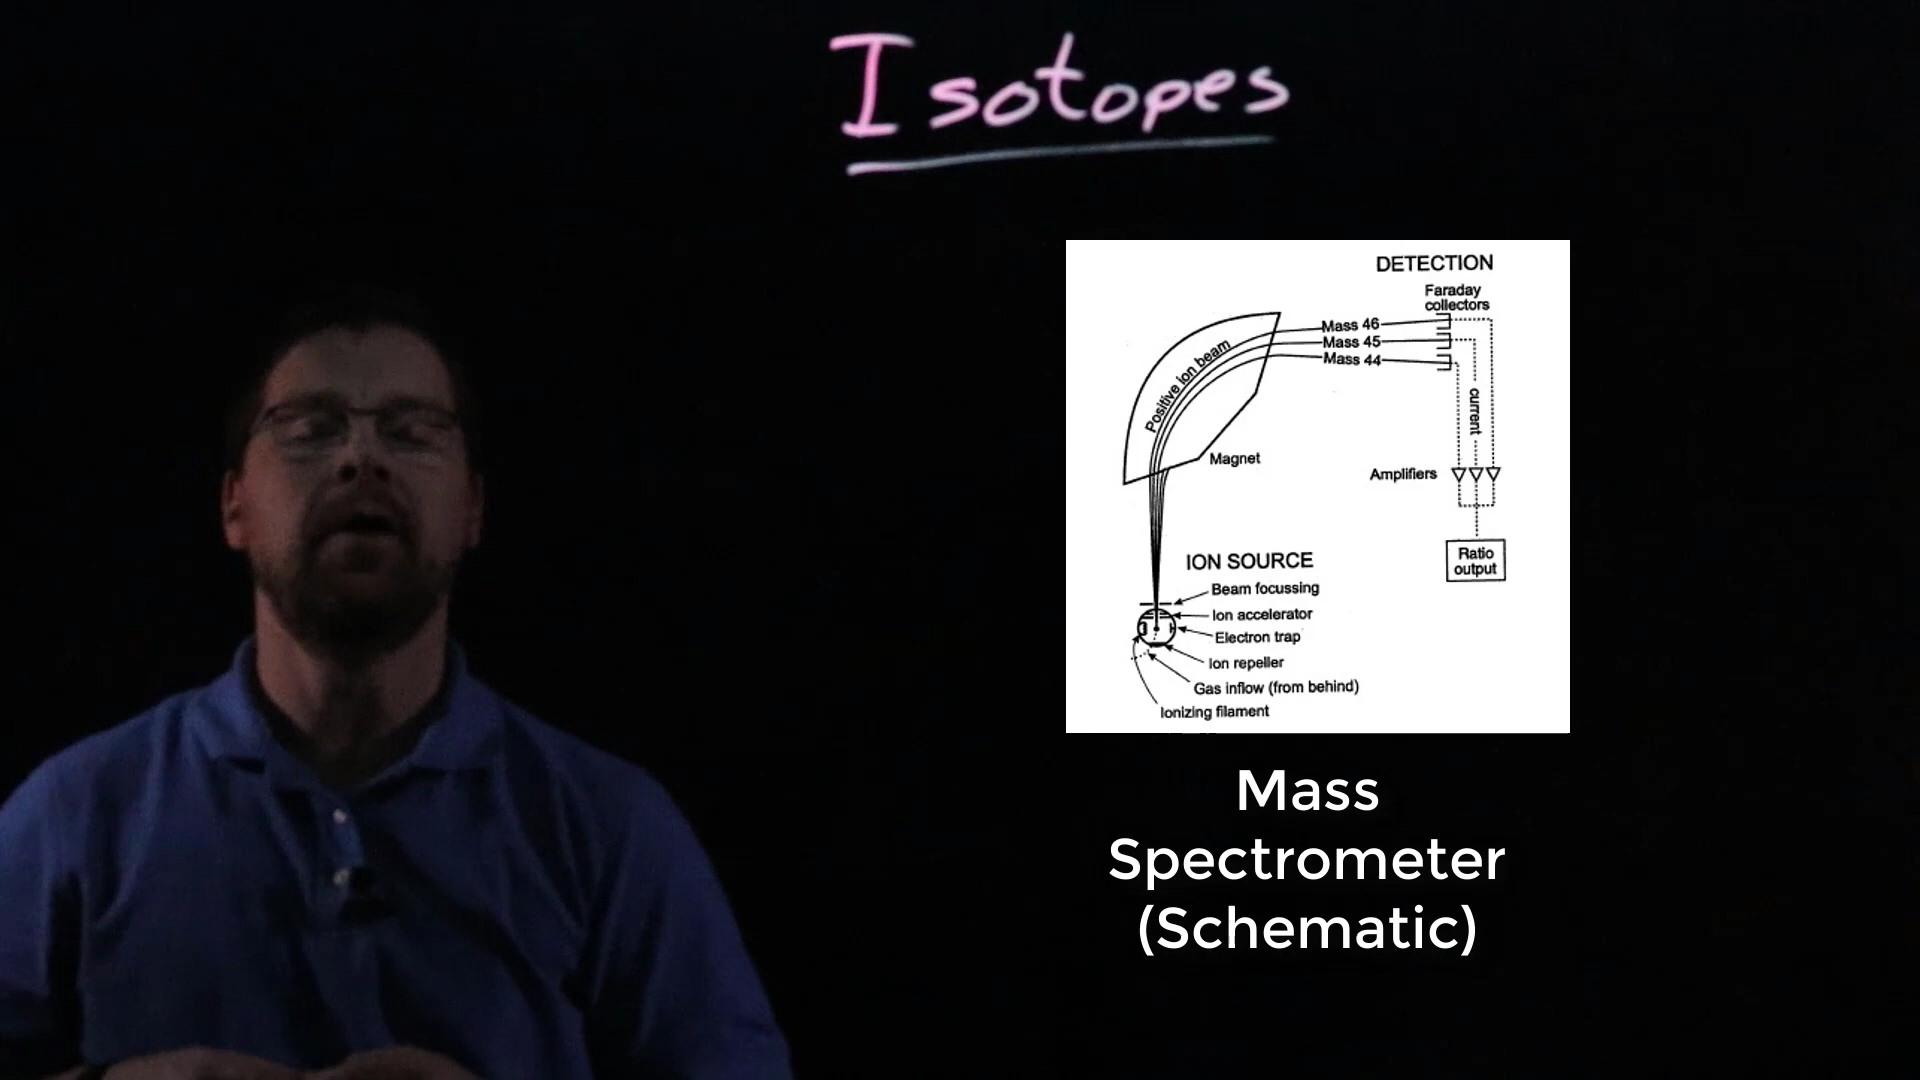 Isotopes
DETECTION
Faraday
collectors
Mass 46
Mass 45
Mass 44
Positive ion beam
current
Magnet
Amplifiers
Ratio
output
ION SOURCE
Beam focussing
Ion accelerator
Electron trap
Ion repeller
Gas inflow (from behind)
Ionizing filament
Mass
Spectrometer
(Schematic)